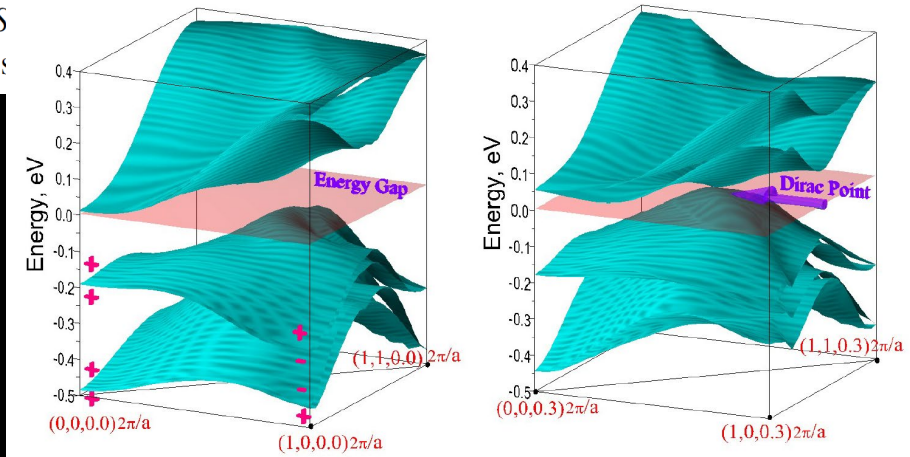 S
s
0.4
0.3
0.2
0.1
0.0
-0.1
-0.2
-0.3
-0.4
-0.5
Energy, eV
Energy Gap
+
+
+
+
+
-
-
+
(0,0,0.0)2π/a
(1,0,0.0)2π/a
(1,1,0.0)2π/a
0.4
0.3
0.2
0.1
0.0
-0.1
-0.2
-0.3
-0.4
-0.5
Energy, eV
Dirac Point
(0,0,0.3)2π/a
(1,0,0.3)2π/a
(1,1,0.3)2π/a